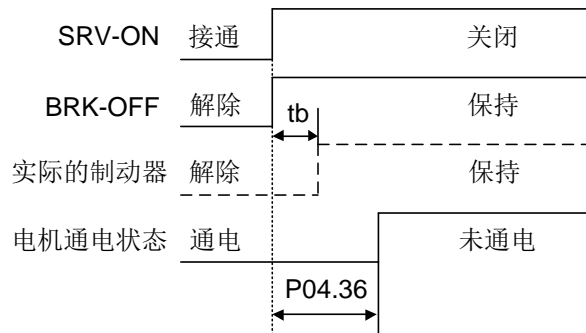 SRV-ON 接通 关闭
BRK-OFF 解除 保持
tb
实际的制动器 解除 保持
电机通电状态 通电 未通电
P04.36